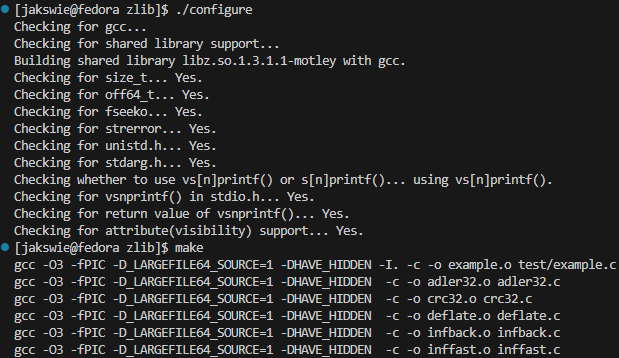 [jakswie@fedora zlib]$ ./configure
Checking for gcc...
Checking for shared library support...
Building shared library libz.so.1.3.1.1-motley with gcc.
Checking for size_t... Yes.
Checking for off64_t... Yes.
Checking for fseeko... Yes.
Checking for strerror... Yes.
Checking for unistd.h... Yes.
Checking for stdarg.h... Yes.
Checking whether to use vs[n]printf() or s[n]printf()... using vs[n]printf().
Checking for vsnprintf() in stdio.h... Yes.
Checking for return value of vsnprintf()... Yes.
Checking for attribute(visibility) support... Yes.
[jakswie@fedora zlib]$ make
gcc -O3 -fPIC -D_LARGEFILE64_SOURCE=1 -DHAVE_HIDDEN -I. -c -o example.o test/example.c
gcc -O3 -fPIC -D_LARGEFILE64_SOURCE=1 -DHAVE_HIDDEN  -c -o adler32.o adler32.c
gcc -O3 -fPIC -D_LARGEFILE64_SOURCE=1 -DHAVE_HIDDEN  -c -o crc32.o crc32.c
gcc -O3 -fPIC -D_LARGEFILE64_SOURCE=1 -DHAVE_HIDDEN  -c -o deflate.o deflate.c
gcc -O3 -fPIC -D_LARGEFILE64_SOURCE=1 -DHAVE_HIDDEN  -c -o infback.o infback.c
gcc -O3 -fPIC -D_LARGEFILE64_SOURCE=1 -DHAVE_HIDDEN  -c -o inffast.o inffast.c